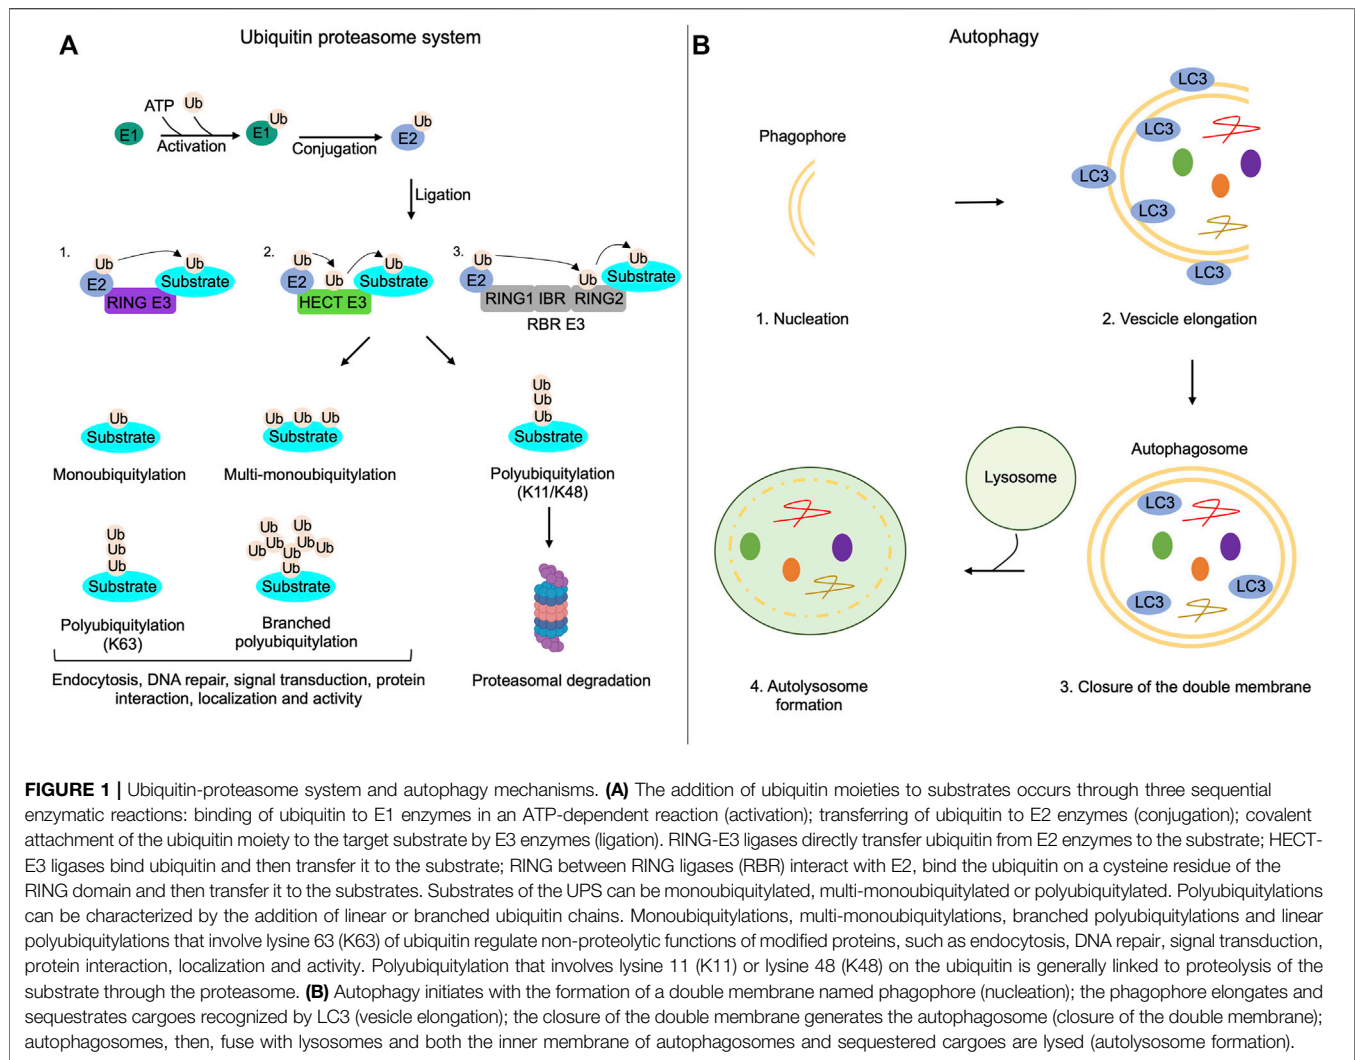 A
Ubiquitin proteasome system
ATP
Ub
E1
Activation
E1
Ub
Conjugation
E2
Ub
Ligation
1.
Ub
E2
RING E3
Ub
Substrate
2.
Ub
E2
Ub
HECT E3
Ub
Substrate
3.
Ub
E2
RING1 IBR RING2
Ub
Ub
Substrate
RBR E3
Ub
Substrate
Monoubiquitylation
Ub Ub Ub
Substrate
Multi-monoubiquitylation
Ub
Ub
Ub
Substrate
Polyubiquitylation
(K11/K48)
Ub
Ub
Ub
Substrate
Polyubiquitylation
(K63)
Ub Ub
Ub Ub Ub Ub Ub
Ub
Substrate
Branched
polyubiquitylation
Endocytosis, DNA repair, signal transduction, protein
interaction, localization and activity
Proteasomal degradation
B
Autophagy
Phagophore
1. Nucleation
LC3
LC3
LC3
LC3
LC3
2. Vescicle elongation
Autophagosome
LC3
LC3
LC3
3. Closure of the double membrane
Lysosome
4. Autolysosome
formation
FIGURE 1 | Ubiquitin-proteasome system and autophagy mechanisms. (A) The addition of ubiquitin moieties to substrates occurs through three sequential
enzymatic reactions: binding of ubiquitin to E1 enzymes in an ATP-dependent reaction (activation); transferring of ubiquitin to E2 enzymes (conjugation); covalent
attachment of the ubiquitin moiety to the target substrate by E3 enzymes (ligation). RING-E3 ligases directly transfer ubiquitin from E2 enzymes to the substrate; HECT-
E3 ligases bind ubiquitin and then transfer it to the substrate; RING between RING ligases (RBR) interact with E2, bind the ubiquitin on a cysteine residue of the
RING domain and then transfer it to the substrates. Substrates of the UPS can be monoubiquitylated, multi-monoubiquitylated or polyubiquitylated. Polyubiquitylations
can be characterized by the addition of linear or branched ubiquitin chains. Monoubiquitylations, multi-monoubiquitylations, branched polyubiquitylations and linear
polyubiquitylations that involve lysine 63 (K63) of ubiquitin regulate non-proteolytic functions of modified proteins, such as endocytosis, DNA repair, signal transduction,
protein interaction, localization and activity. Polyubiquitylation that involves lysine 11 (K11) or lysine 48 (K48) on the ubiquitin is generally linked to proteolysis of the
substrate through the proteasome. (B) Autophagy initiates with the formation of a double membrane named phagophore (nucleation); the phagophore elongates and
sequestrates cargoes recognized by LC3 (vesicle elongation); the closure of the double membrane generates the autophagosome (closure of the double membrane);
autophagosomes, then, fuse with lysosomes and both the inner membrane of autophagosomes and sequestered cargoes are lysed (autolysosome formation).